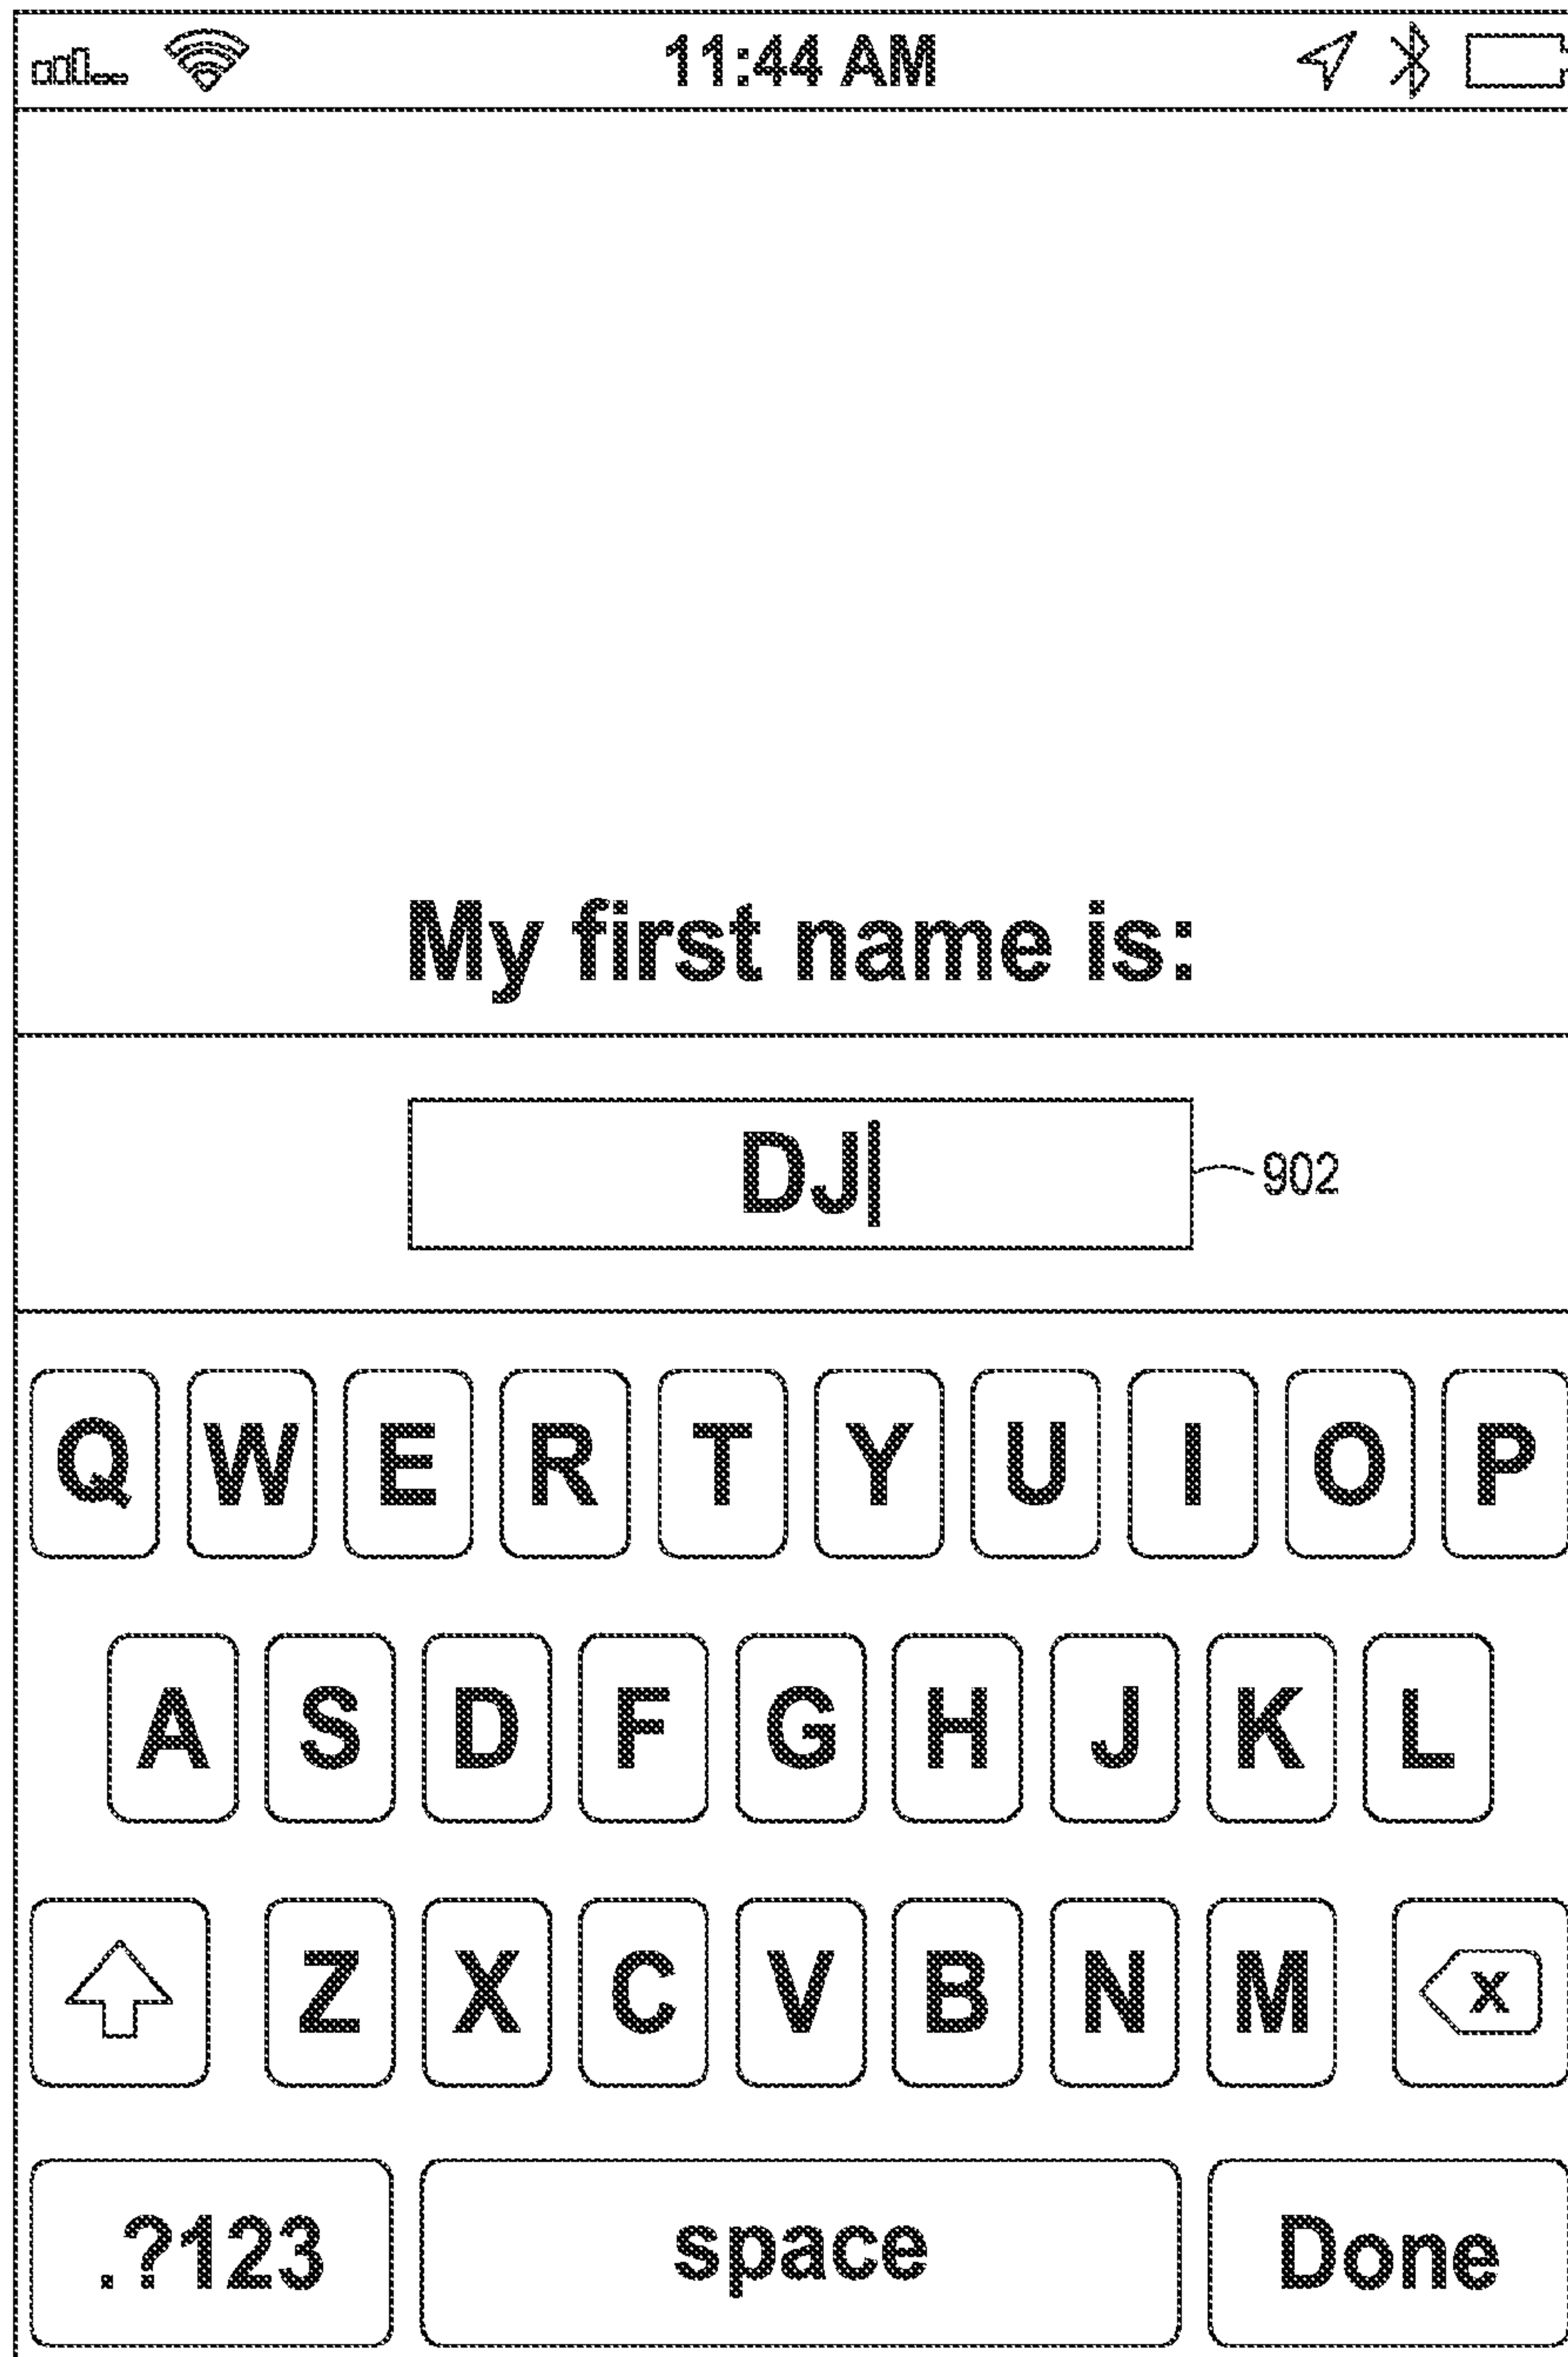 11:44 AM
My first name is:
DJ
902
Q W E R T Y U I O P
A S D F G H J K L
Z X C V B N M X
.?123 space Done